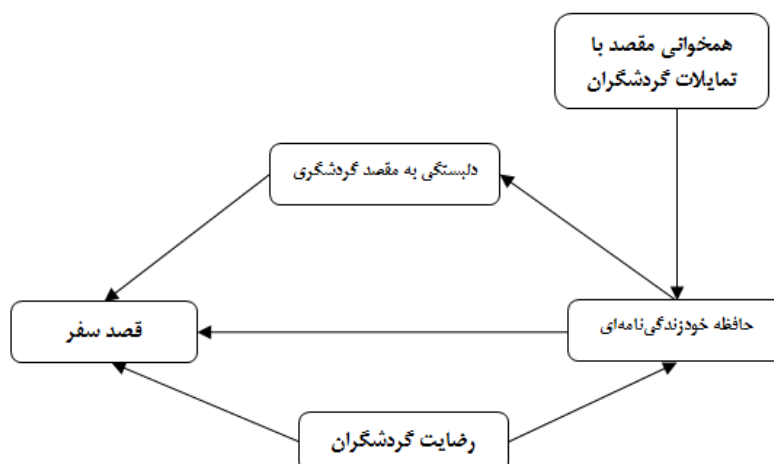 همخوانی مقصد با
تمایلات گردشگران
دلبستگی به مقصد گردشگری
قصد سفر
حافظه خودزندگی‌نامه‌ای
رضایت گردشگران